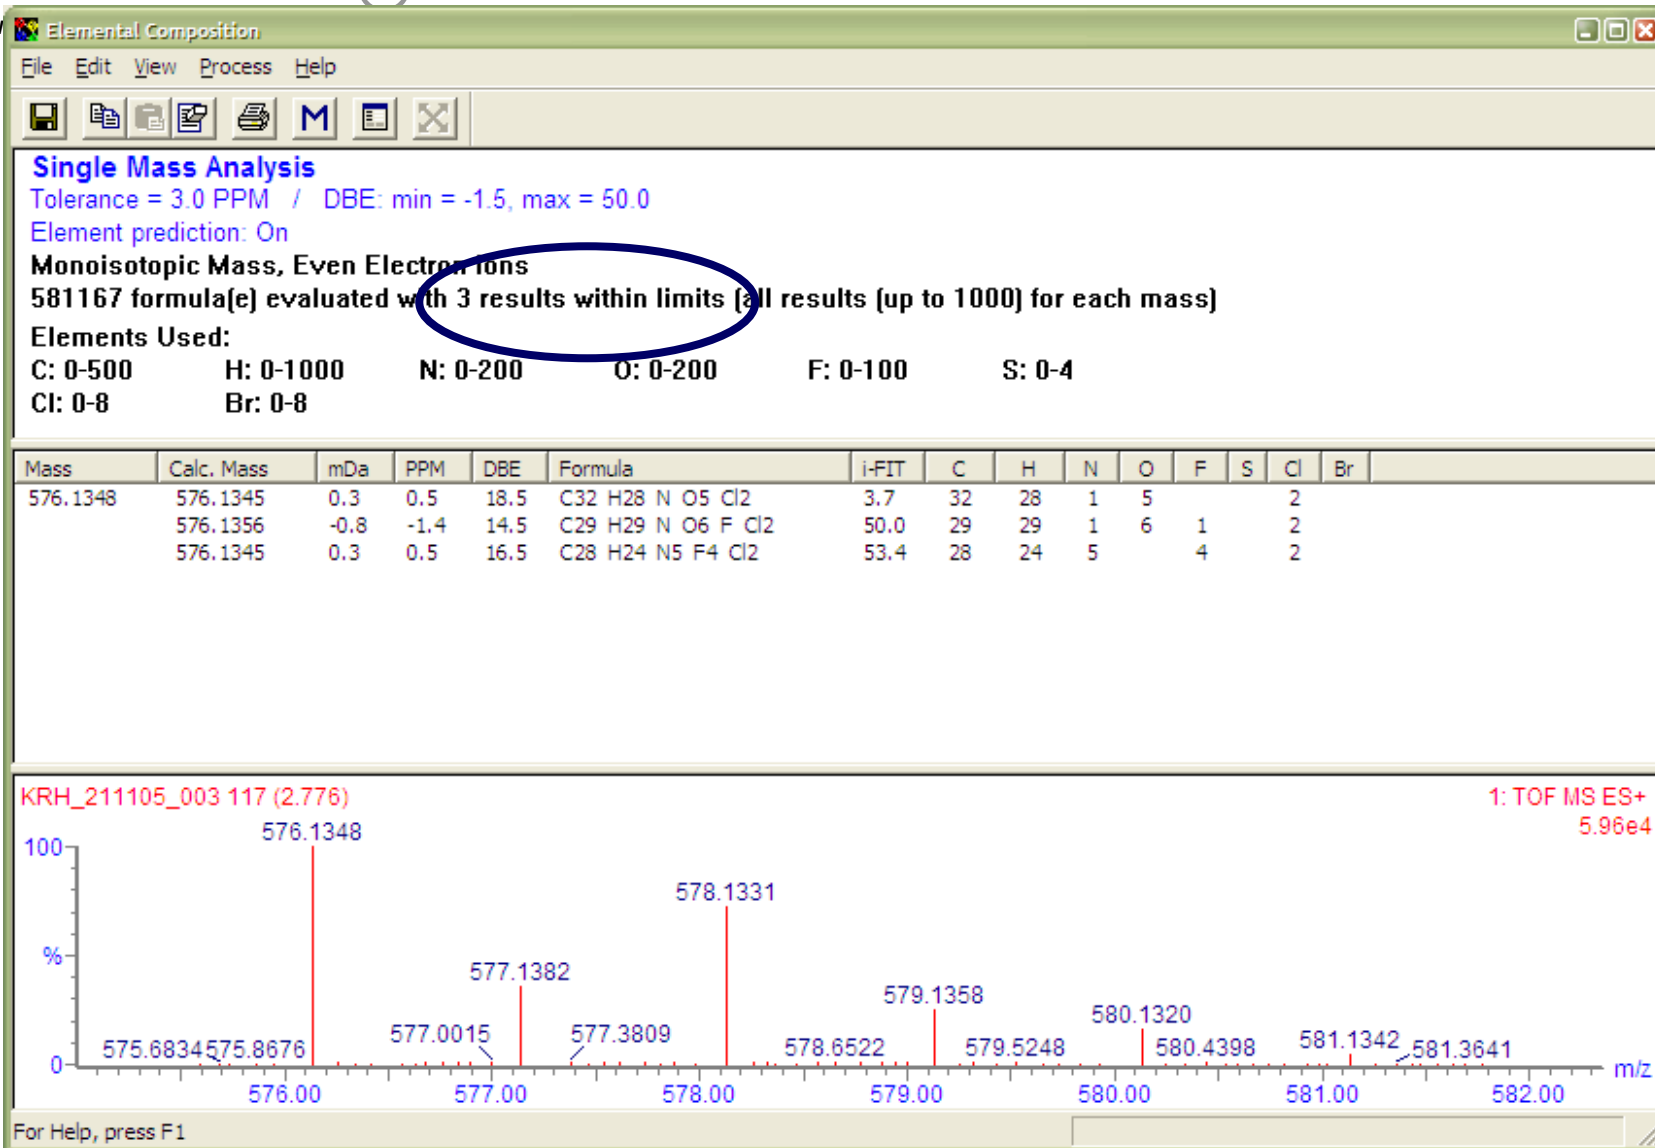 Elemental Composition
File Edit View Process Help
M
Single Mass Analysis
Tolerance = 3.0 PPM / DBE: min = -1.5, max = 50.0
Element prediction: On
Monoisotopic Mass, Even Electron Ions
581167 formula(e) evaluated with 3 results within limits (all results (up to 1000) for each mass)
Elements Used:
C: 0-500 H: 0-1000 N: 0-200 O: 0-200 F: 0-100 S: 0-4
Cl: 0-8 Br: 0-8
Mass Calc. Mass mDa PPM DBE Formula i-FIT C H N O F S Cl Br
576.1348 576.1345 0.3 0.5 18.5 C32 H28 N O5 Cl2 3.7 32 28 1 5 2
576.1356 -0.8 -1.4 14.5 C29 H29 N O6 F Cl2 50.0 29 29 1 6 1 2
576.1345 0.3 0.5 16.5 C28 H24 N5 F4 Cl2 53.4 28 24 5 4 2
KRH_211105_003 117 (2.776) 1: TOF MS ES+
5.96e4
576.1348
100
578.1331
%
577.1382
579.1358
580.1320
577.0015 577.3809 581.1342
575.6834 575.8676 578.6522 579.5248 580.4398 581.3641
0
m/z
576.00 577.00 578.00 579.00 580.00 581.00 582.00
For Help, press F1